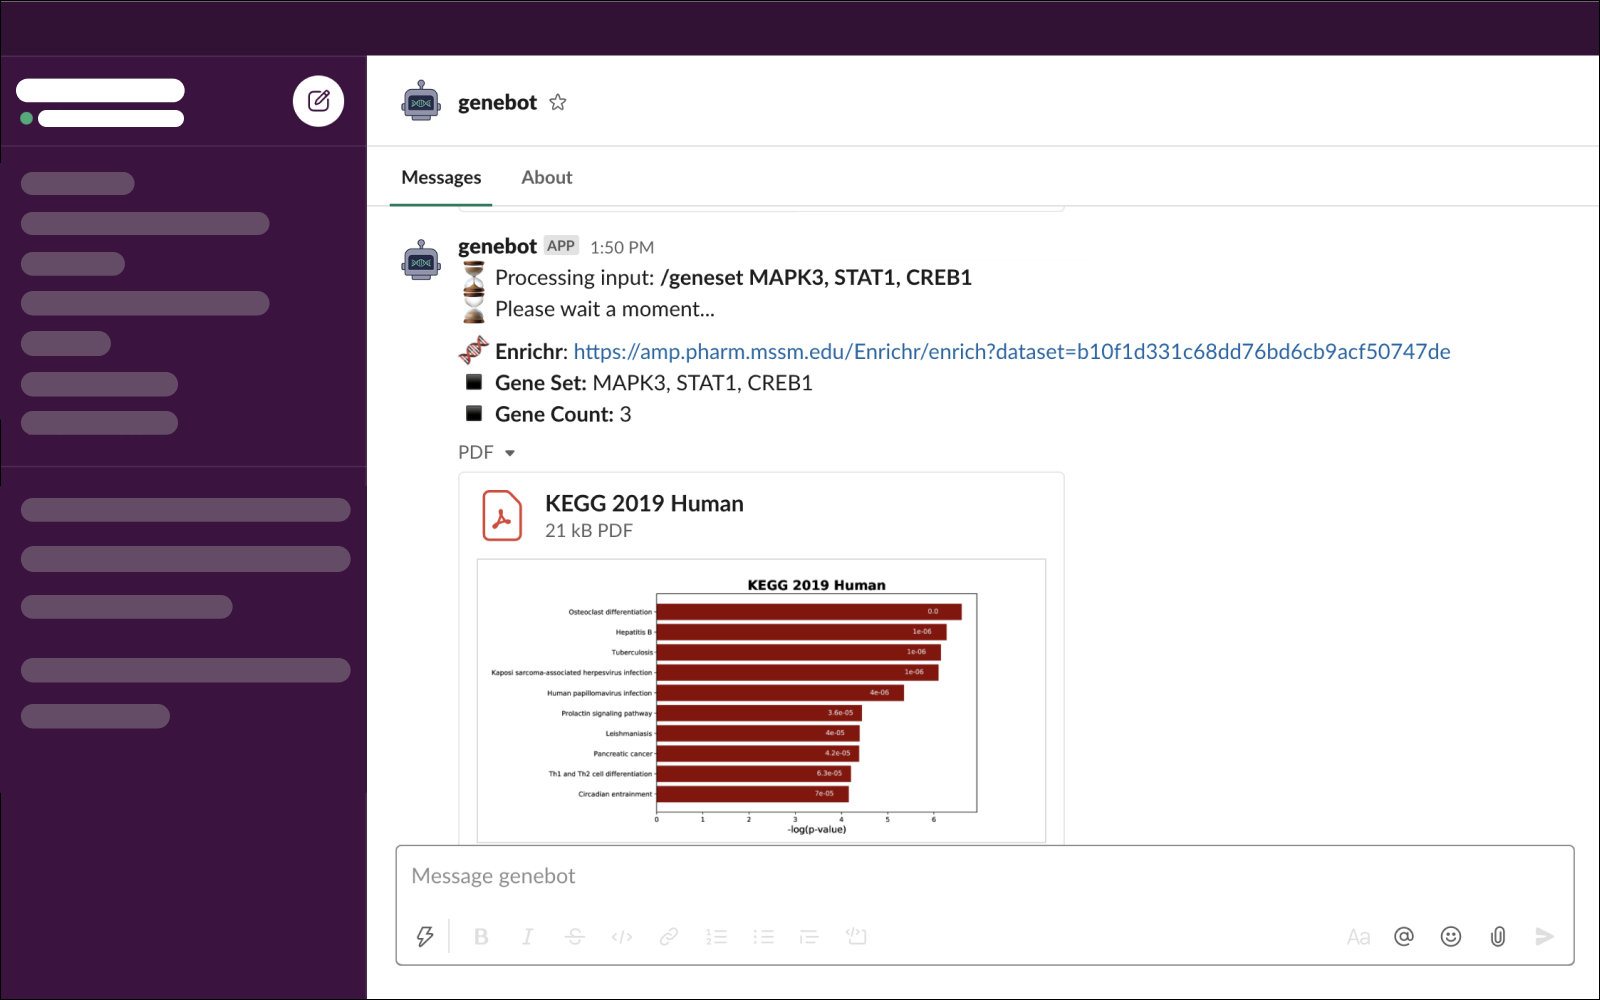 genebot
Messages About
genebot APP 1:50 PM
Processing input: /geneset MAPK3, STAT1, CREB1
Please wait a moment...
Enrichr: https://amp.pharm.mssm.edu/Enrichr/enrich?dataset=b10f1d331c68dd76bd6cb9acf50747de
Gene Set: MAPK3, STAT1, CREB1
Gene Count: 3
PDF
KEGG 2019 Human
21 kB PDF
KEGG 2019 Human
Osteoclast differentiation 0.0
Hepatitis B 1e-06
Tuberculosis 1e-06
Kaposi sarcoma-associated herpesvirus infection 1e-06
Human papillomavirus infection 4e-06
Prolactin signaling pathway 3.6e-05
Leishmaniasis 4e-05
Pancreatic cancer 4.2e-05
Th1 and Th2 cell differentiation 6.3e-05
Circadian entrainment 7e-05
0 1 2 3 4 5 6
-log(p-value)
Message genebot
B I S </> Aa @